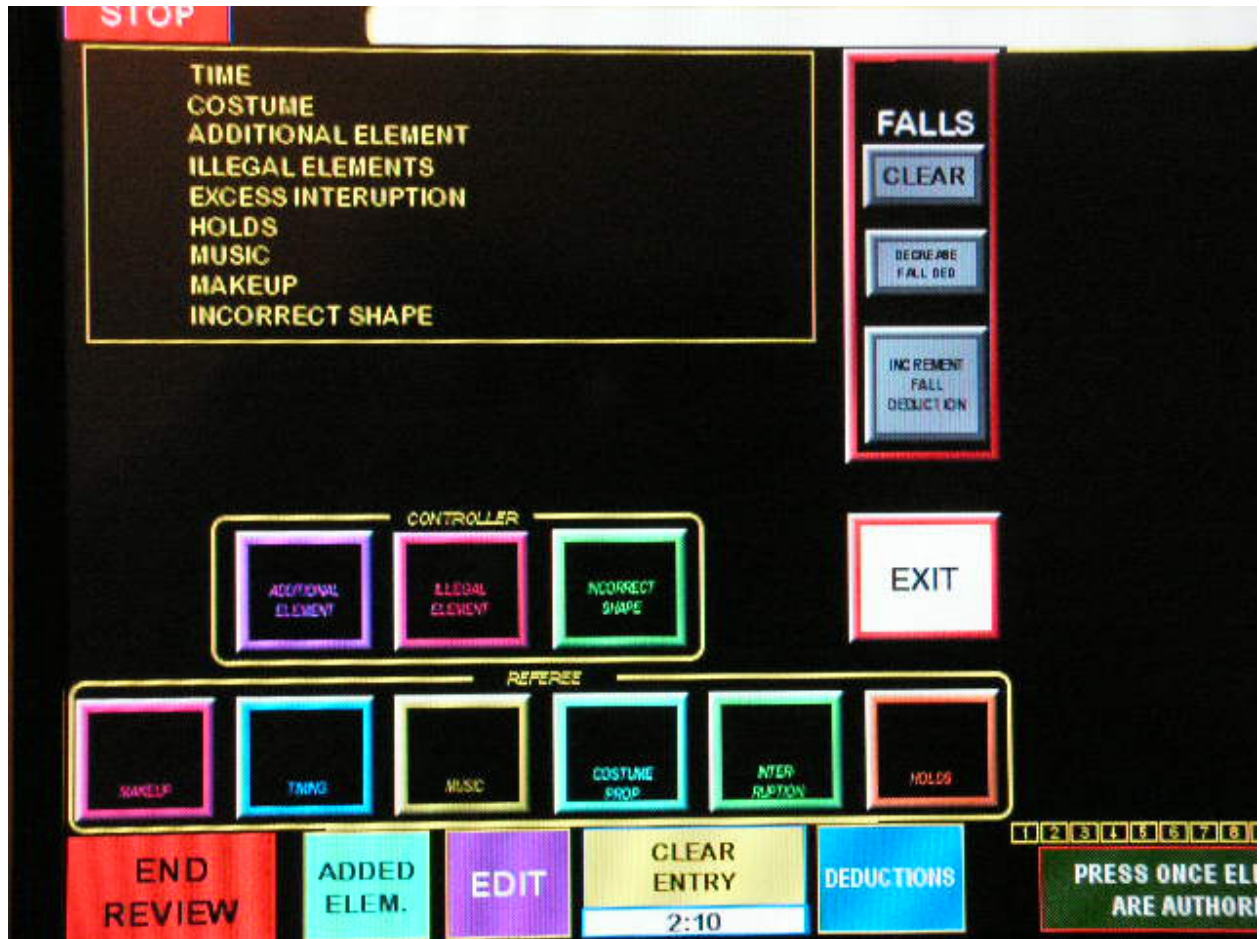 STOP
TIME
COSTUME
ADDITIONAL ELEMENT
ILLEGAL ELEMENTS
EXCESS INTERUPTION
HOLDS
MUSIC
MAKEUP
INCORRECT SHAPE
FALLS
CLEAR
DECREASE
FALL DED
INCREMENT
FALL
DEDUCTION
CONTROLLER
ADDITIONAL
ELEMENT
ILLEGAL
ELEMENT
INCORRECT
SHAPE
EXIT
REFEREE
MAKEUP
TIMING
MUSIC
COSTUME
PROP
INTER-
RUPTION
HOLDS
END
REVIEW
ADDED
ELEM.
EDIT
CLEAR
ENTRY
2:10
DEDUCTIONS
1 2 3 4 5 6 7 8
PRESS ONCE
ARE